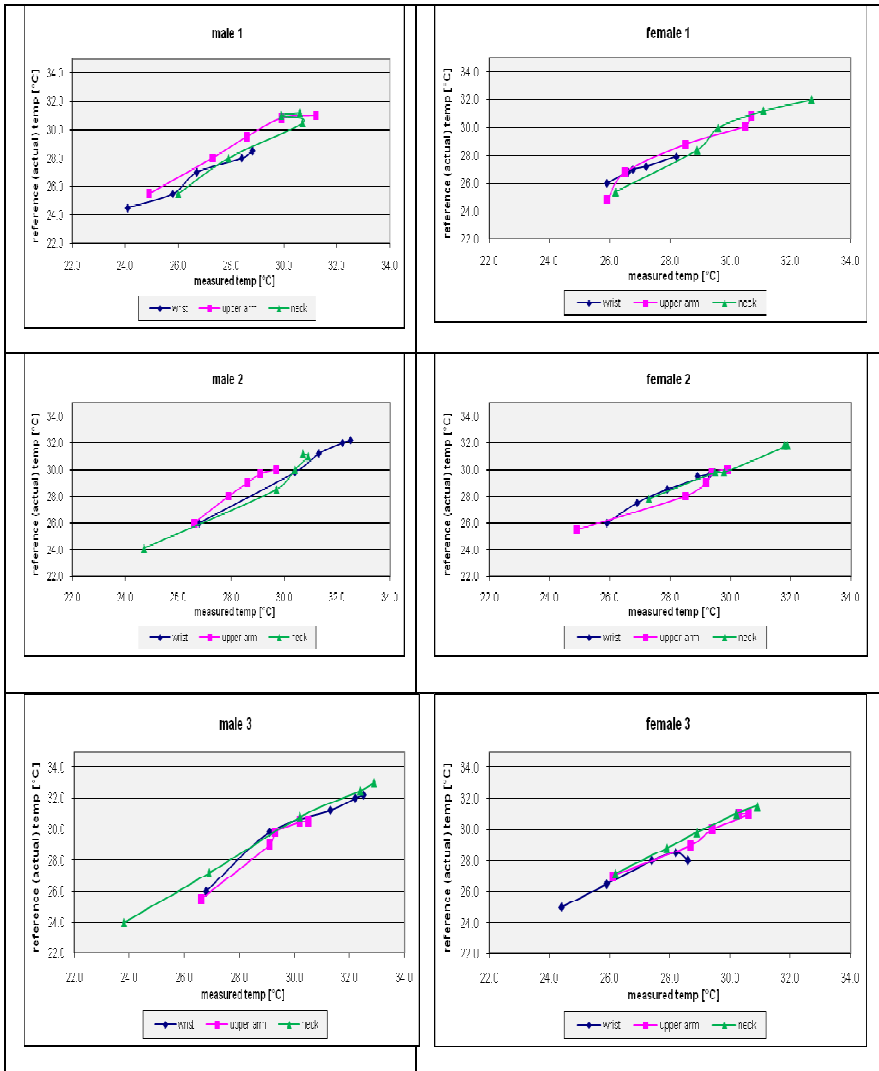 male 1
reference (actual) temp [°C]
34.0
32.0
30.0
28.0
26.0
24.0
22.0
22.0 24.0 26.0 28.0 30.0 32.0 34.0
measured temp [°C]
wrist upper arm neck
female 1
reference (actual) temp [°C]
34.0
32.0
30.0
28.0
26.0
24.0
22.0
22.0 24.0 26.0 28.0 30.0 32.0 34.0
measured temp [°C]
wrist upper arm neck
male 2
reference (actual) temp [°C]
34.0
32.0
30.0
28.0
26.0
24.0
22.0
22.0 24.0 26.0 28.0 30.0 32.0 34.0
measured temp [°C]
wrist upper arm neck
female 2
reference (actual) temp [°C]
34.0
32.0
30.0
28.0
26.0
24.0
22.0
22.0 24.0 26.0 28.0 30.0 32.0 34.0
measured temp [°C]
wrist upper arm neck
male 3
reference (actual) temp [°C]
34.0
32.0
30.0
28.0
26.0
24.0
22.0
22.0 24.0 26.0 28.0 30.0 32.0 34.0
measured temp [°C]
wrist upper arm neck
female 3
reference (actual) temp [°C]
34.0
32.0
30.0
28.0
26.0
24.0
22.0
22.0 24.0 26.0 28.0 30.0 32.0 34.0
measured temp [°C]
wrist upper arm neck